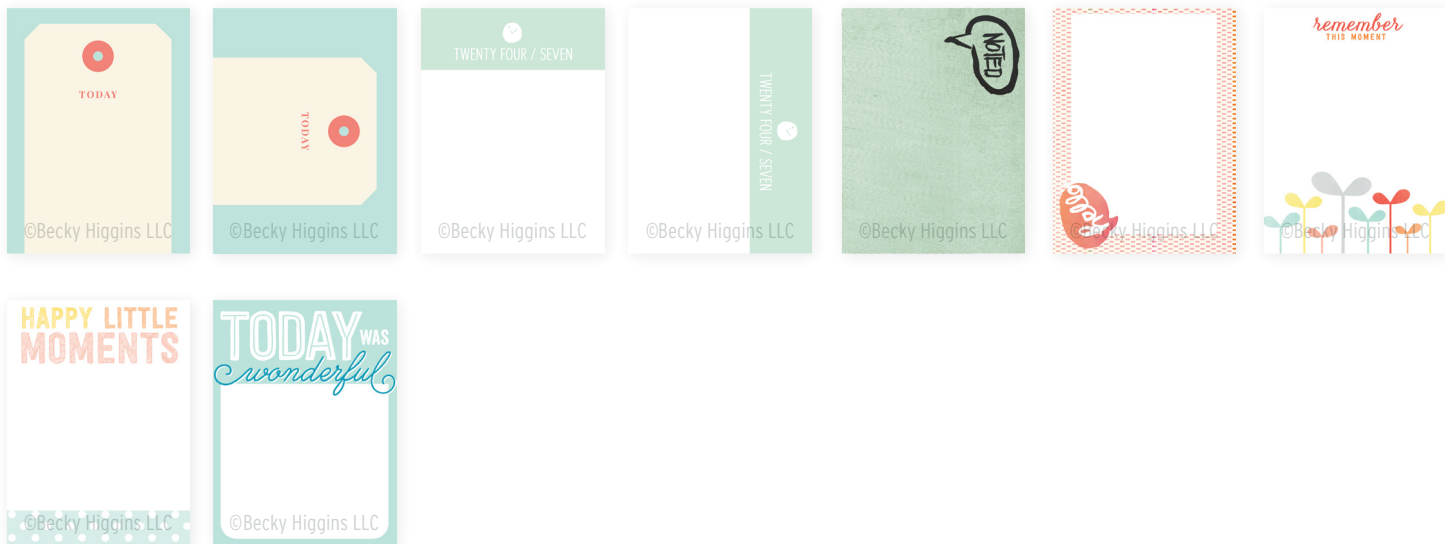 TODAY
©Becky Higgins LLC
TODAY
©Becky Higgins LLC
TWENTY FOUR / SEVEN
©Becky Higgins LLC
TWENTY FOUR / SEVEN
©Becky Higgins LLC
NOTED
©Becky Higgins LLC
hello
©Becky Higgins LLC
remember
THIS MOMENT
©Becky Higgins LLC
HAPPY LITTLE
MOMENTS
©Becky Higgins LLC
TODAY WAS
wonderful
©Becky Higgins LLC